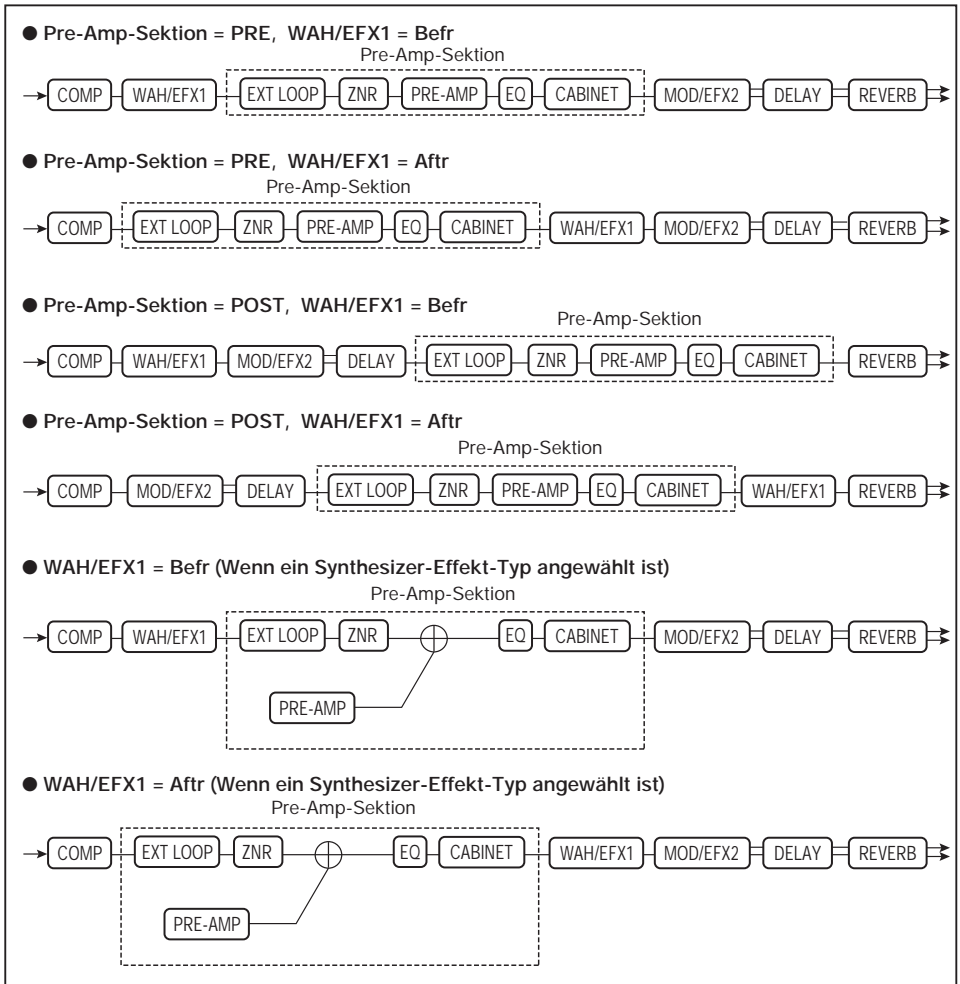 ● Pre-Amp-Sektion = PRE, WAH/EFX1 = Befr
Pre-Amp-Sektion
COMP WAH/EFX1 EXT LOOP ZNR PRE-AMP EQ CABINET MOD/EFX2 DELAY REVERB
● Pre-Amp-Sektion = PRE, WAH/EFX1 = Aftr
Pre-Amp-Sektion
COMP EXT LOOP ZNR PRE-AMP EQ CABINET WAH/EFX1 MOD/EFX2 DELAY REVERB
● Pre-Amp-Sektion = POST, WAH/EFX1 = Befr
Pre-Amp-Sektion
COMP WAH/EFX1 MOD/EFX2 DELAY EXT LOOP ZNR PRE-AMP EQ CABINET REVERB
● Pre-Amp-Sektion = POST, WAH/EFX1 = Aftr
Pre-Amp-Sektion
COMP MOD/EFX2 DELAY EXT LOOP ZNR PRE-AMP EQ CABINET WAH/EFX1 REVERB
● WAH/EFX1 = Befr (Wenn ein Synthesizer-Effekt-Typ angewählt ist)
Pre-Amp-Sektion
COMP WAH/EFX1 EXT LOOP ZNR EQ CABINET MOD/EFX2 DELAY REVERB
PRE-AMP
● WAH/EFX1 = Aftr (Wenn ein Synthesizer-Effekt-Typ angewählt ist)
Pre-Amp-Sektion
COMP EXT LOOP ZNR EQ CABINET WAH/EFX1 MOD/EFX2 DELAY REVERB
PRE-AMP